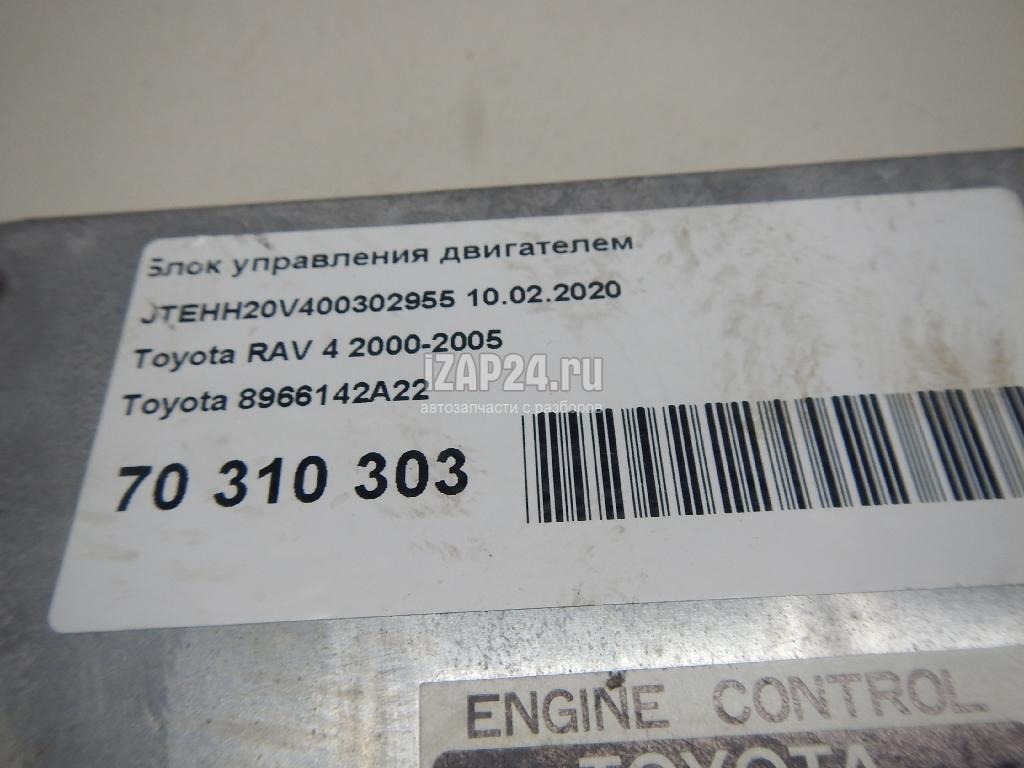 Блок управления двигателем
JTEHH20V400302955 10.02.2020
Toyota RAV 4 2000-2005
Toyota 8966142A22
iZAP24.ru
автозапчасти с разборов
70 310 303
ENGINE CONTROL
TOYOTA